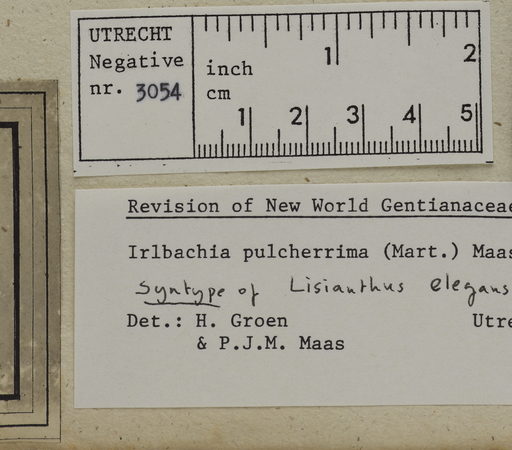 UTRECHT
Negative
nr. 3054
inch
cm
1 2
1 2 3 4 5
Revision of New World Gentianaceae
Irlbachia pulcherrima (Mart.) Maas
Syntype of Lisianthus elegans
Det.: H. Groen Utre
& P.J.M. Maas